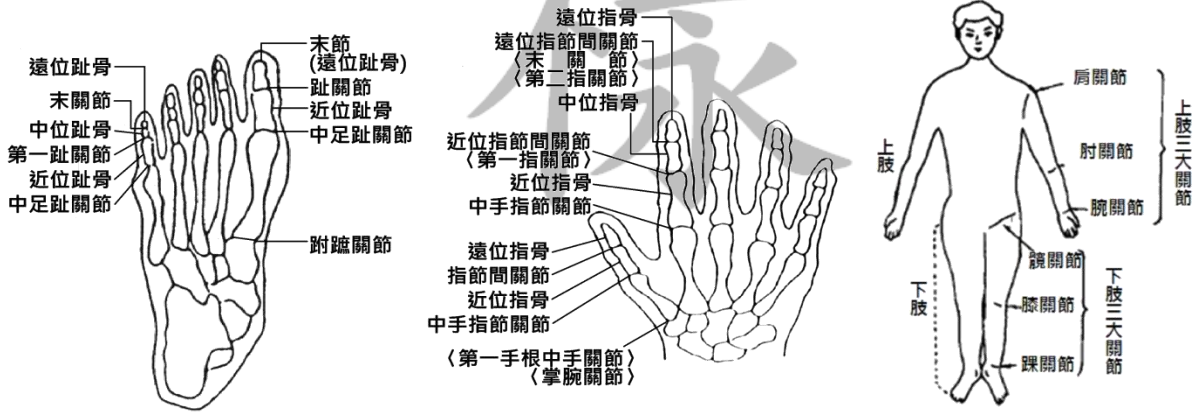 末節
(遠位趾骨)
趾關節
近位趾骨
中足趾關節
跗蹠關節
遠位趾骨
末關節
中位趾骨
第一趾關節
近位趾骨
中足趾關節
遠位指骨
遠位指節間關節
〈末 關 節〉
〈第二指關節〉
中位指骨
近位指節間關節
〈第一指關節〉
近位指骨
中手指節關節
遠位指骨
指節間關節
近位指骨
中手指節關節
〈第一手根中手關節〉
〈掌腕關節〉
上肢
肩關節
肘關節
腕關節
上肢三大關節
下肢
髖關節
膝關節
踝關節
下肢三大關節